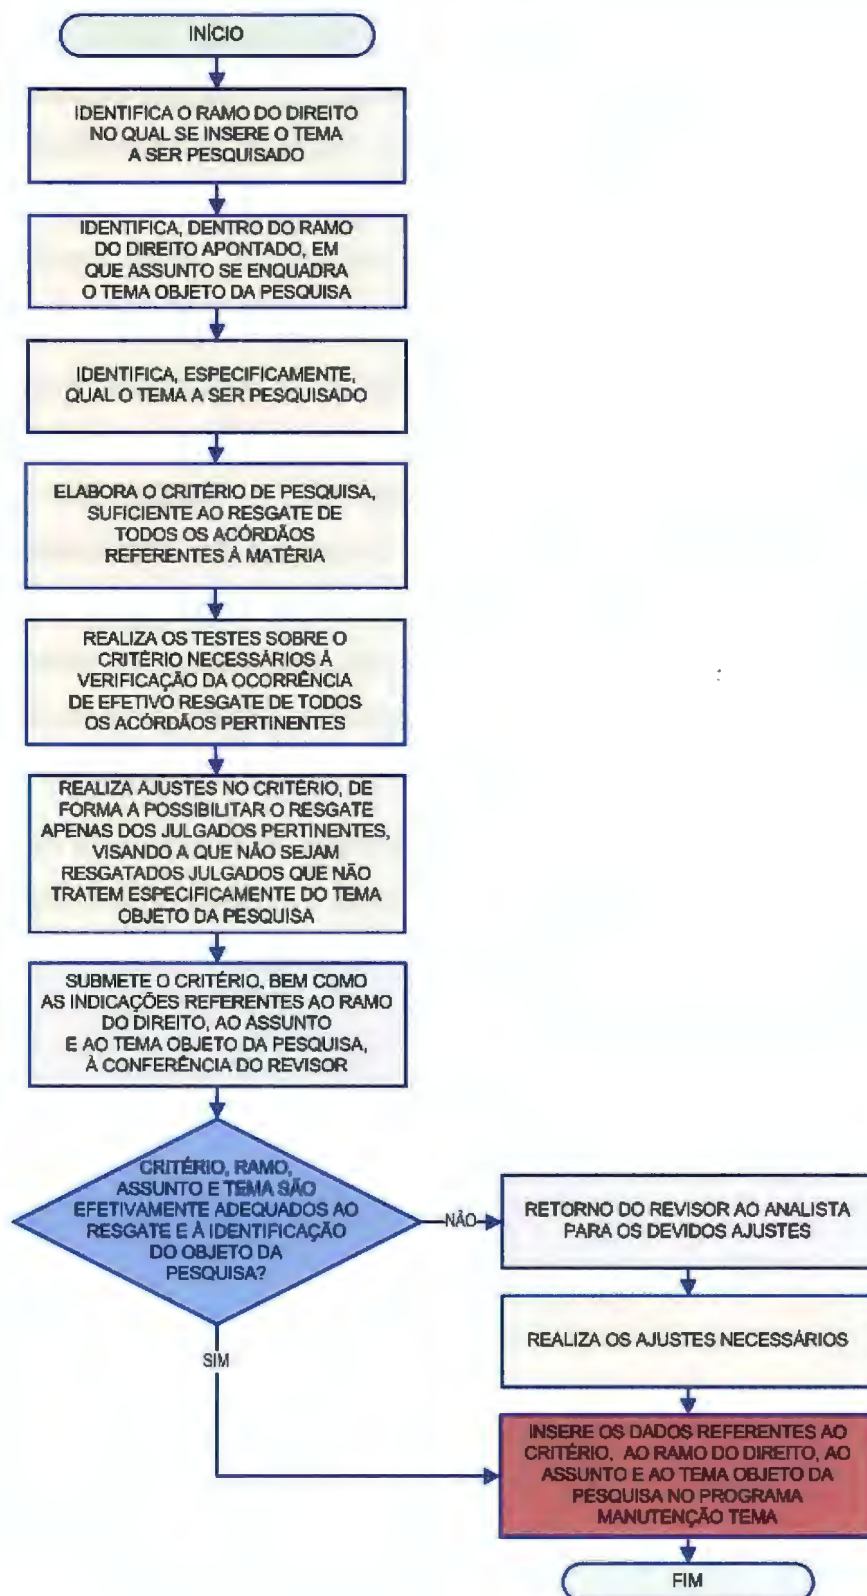 INÍCIO
IDENTIFICA O RAMO DO DIREITO
NO QUAL SE INSERE O TEMA
A SER PESQUISADO
IDENTIFICA, DENTRO DO RAMO
DO DIREITO APONTADO, EM
QUE ASSUNTO SE ENQUADRA
O TEMA OBJETO DA PESQUISA
IDENTIFICA, ESPECIFICAMENTE,
QUAL O TEMA A SER PESQUISADO
ELABORA O CRITÉRIO DE PESQUISA,
SUFICIENTE AO RESGATE DE
TODOS OS ACÓRDÃOS
REFERENTES À MATÉRIA
REALIZA OS TESTES SOBRE O
CRITÉRIO NECESSÁRIOS À
VERIFICAÇÃO DA OCORRÊNCIA
DE EFETIVO RESGATE DE TODOS
OS ACÓRDÃOS PERTINENTES
REALIZA AJUSTES NO CRITÉRIO, DE
FORMA A POSSIBILITAR O RESGATE
APENAS DOS JULGADOS PERTINENTES,
VISANDO A QUE NÃO SEJAM
RESGATADOS JULGADOS QUE NÃO
TRATEM ESPECIFICAMENTE DO TEMA
OBJETO DA PESQUISA
SUBMETE O CRITÉRIO, BEM COMO
AS INDICAÇÕES REFERENTES AO RAMO
DO DIREITO, AO ASSUNTO
E AO TEMA OBJETO DA PESQUISA,
À CONFERÊNCIA DO REVISOR
CRITÉRIO, RAMO,
ASSUNTO E TEMA SÃO
EFETIVAMENTE ADEQUADOS AO
RESGATE E À IDENTIFICAÇÃO
DO OBJETO DA
PESQUISA?
NÃO
RETORNO DO REVISOR AO ANALISTA
PARA OS DEVIDOS AJUSTES
REALIZA OS AJUSTES NECESSÁRIOS
SIM
INSERE OS DADOS REFERENTES AO
CRITÉRIO, AO RAMO DO DIREITO, AO
ASSUNTO E AO TEMA OBJETO DA
PESQUISA NO PROGRAMA
MANUTENÇÃO TEMA
FIM